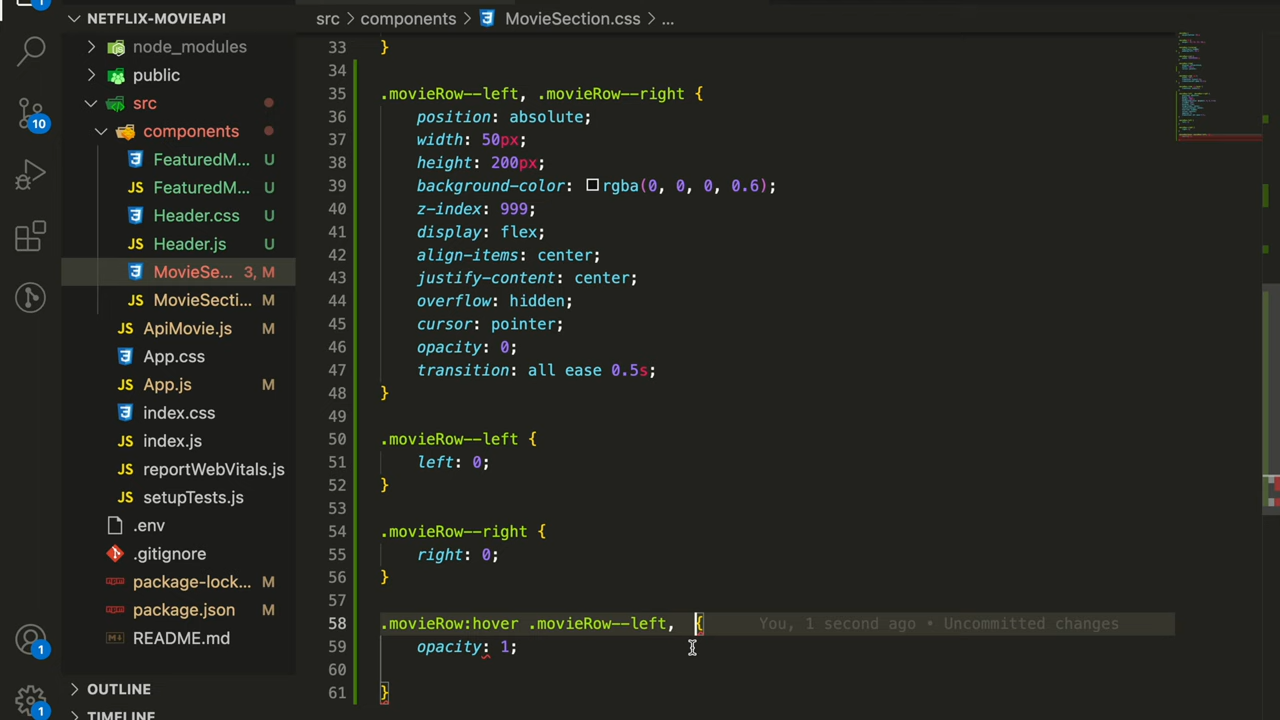 NETFLIX-MOVIEAPI
node_modules
public
src
components
FeaturedM... U
FeaturedM... U
Header.css U
Header.js U
MovieSe... 3, M
MovieSecti... M
ApiMovie.js M
App.css
App.js M
index.css
index.js
reportWebVitals.js
setupTests.js
.env
.gitignore
package-lock... M
package.json M
README.md
OUTLINE
TIMELINE
10
1
1
src > components > MovieSection.css > ...
33 }
34
35 .movieRow--left, .movieRow--right {
36 position: absolute;
37 width: 50px;
38 height: 200px;
39 background-color: rgba(0, 0, 0, 0.6);
40 z-index: 999;
41 display: flex;
42 align-items: center;
43 justify-content: center;
44 overflow: hidden;
45 cursor: pointer;
46 opacity: 0;
47 transition: all ease 0.5s;
48 }
49
50 .movieRow--left {
51 left: 0;
52 }
53
54 .movieRow--right {
55 right: 0;
56 }
57
58 .movieRow:hover .movieRow--left, { You, 1 second ago • Uncommitted changes
59 opacity: 1;
60
61 }